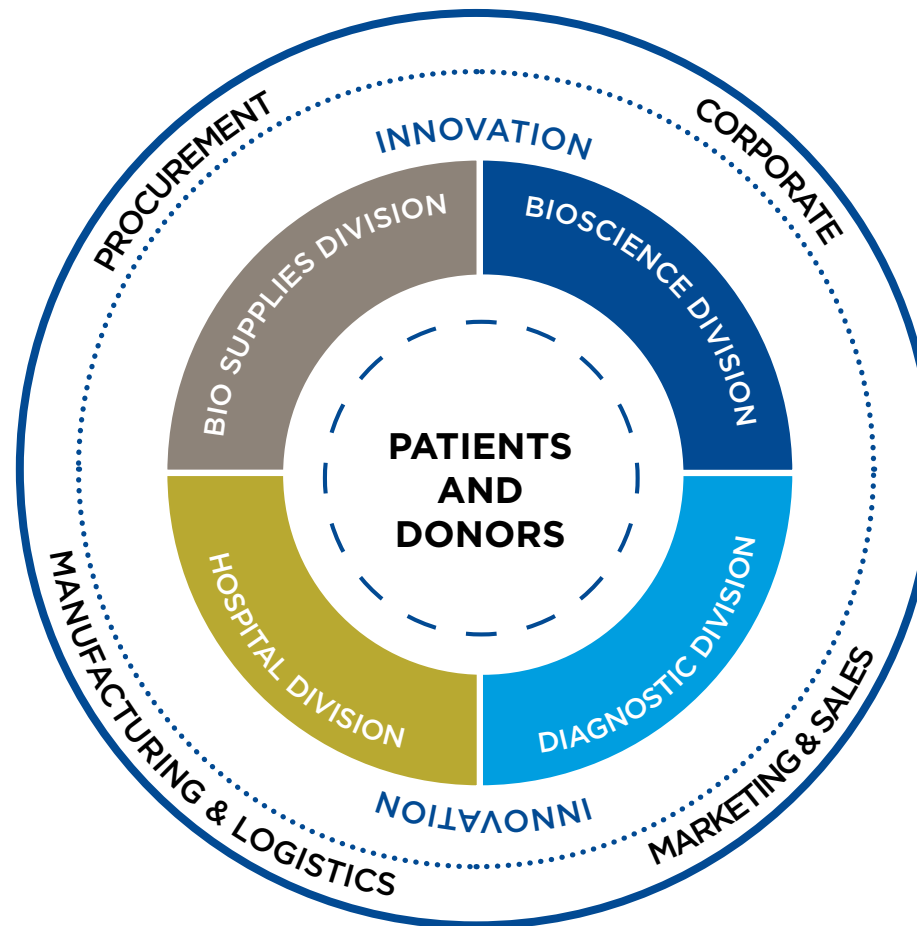 PROCUREMENT
CORPORATE
INNOVATION
BIO SUPPLIES DIVISION
BIOSCIENCE DIVISION
PATIENTS
AND
DONORS
HOSPITAL DIVISION
DIAGNOSTIC DIVISION
MANUFACTURING & LOGISTICS
MARKETING & SALES
INNOVATION